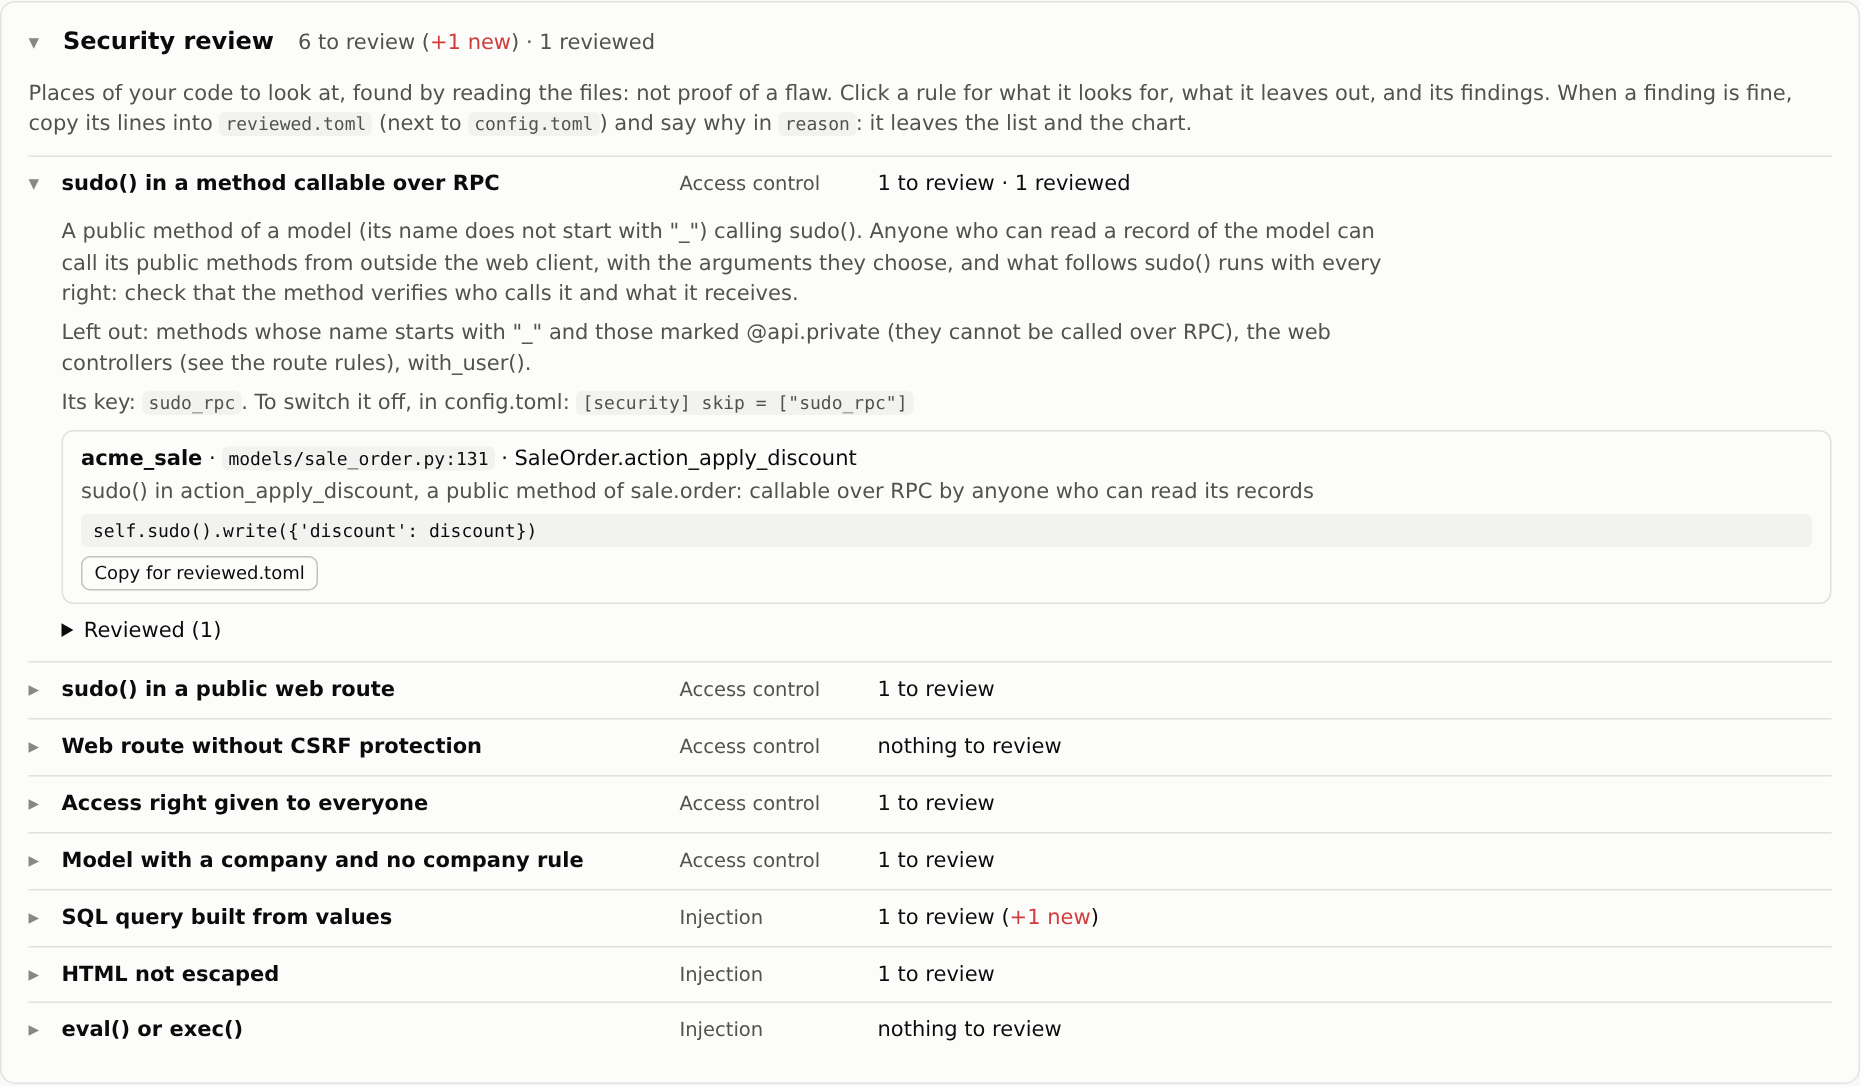 ▼ Security review 6 to review (+1 new) · 1 reviewed
Places of your code to look at, found by reading the files: not proof of a flaw. Click a rule for what it looks for, what it leaves out, and its findings. When a finding is fine,
copy its lines into reviewed.toml (next to config.toml) and say why in reason: it leaves the list and the chart.
▼ sudo() in a method callable over RPC Access control 1 to review · 1 reviewed
A public method of a model (its name does not start with "_") calling sudo(). Anyone who can read a record of the model can
call its public methods from outside the web client, with the arguments they choose, and what follows sudo() runs with every
right: check that the method verifies who calls it and what it receives.
Left out: methods whose name starts with "_" and those marked @api.private (they cannot be called over RPC), the web
controllers (see the route rules), with_user().
Its key: sudo_rpc. To switch it off, in config.toml: [security] skip = ["sudo_rpc"]
acme_sale · models/sale_order.py:131 · SaleOrder.action_apply_discount
sudo() in action_apply_discount, a public method of sale.order: callable over RPC by anyone who can read its records
self.sudo().write({'discount': discount})
Copy for reviewed.toml
▶ Reviewed (1)
▶ sudo() in a public web route Access control 1 to review
▶ Web route without CSRF protection Access control nothing to review
▶ Access right given to everyone Access control 1 to review
▶ Model with a company and no company rule Access control 1 to review
▶ SQL query built from values Injection 1 to review (+1 new)
▶ HTML not escaped Injection 1 to review
▶ eval() or exec() Injection nothing to review